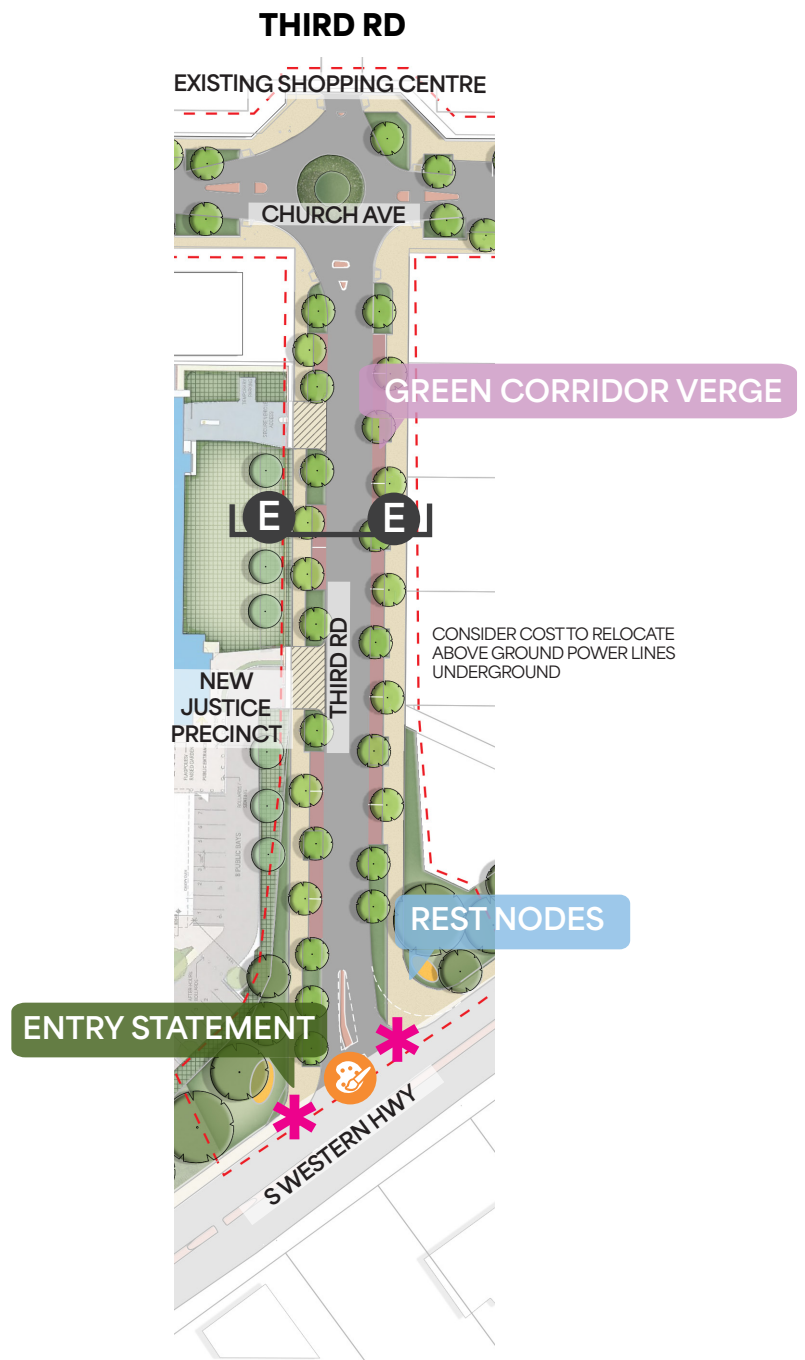 THIRD RD
EXISTING SHOPPING CENTRE
CHURCH AVE
GREEN CORRIDOR VERGE
E
E
THIRD RD
CONSIDER COST TO RELOCATE
ABOVE GROUND POWER LINES
UNDERGROUND
NEW
JUSTICE
PRECINCT
REST NODES
ENTRY STATEMENT
S WESTERN HWY